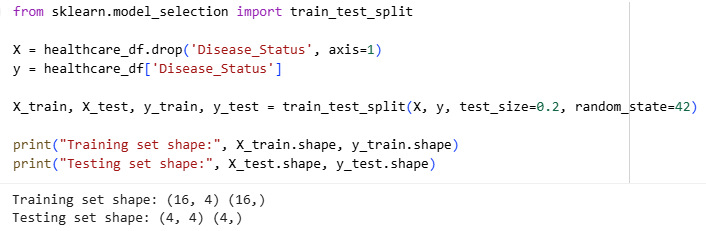 from sklearn.model_selection import train_test_split
X = healthcare_df.drop('Disease_Status', axis=1)
y = healthcare_df['Disease_Status']
X_train, X_test, y_train, y_test = train_test_split(X, y, test_size=0.2, random_state=42)
print("Training set shape:", X_train.shape, y_train.shape)
print("Testing set shape:", X_test.shape, y_test.shape)
Training set shape: (16, 4) (16,)
Testing set shape: (4, 4) (4,)